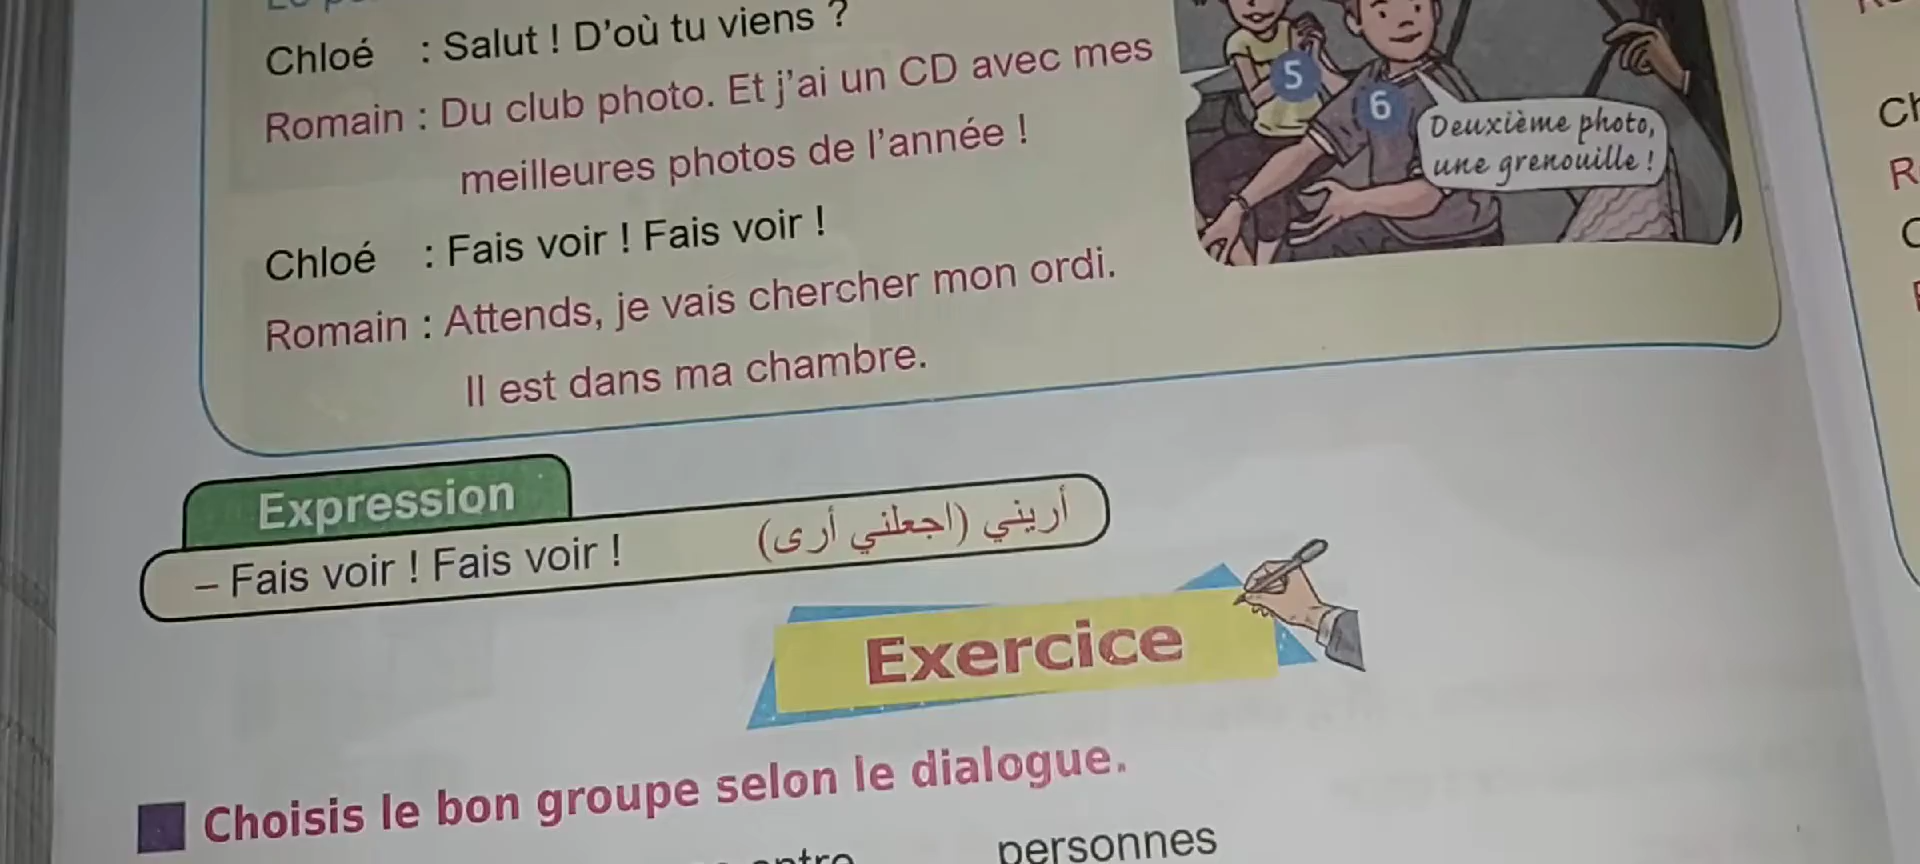 Chloé : Salut ! D'où tu viens ?
Romain : Du club photo. Et j'ai un CD avec mes
meilleures photos de l'année !
Chloé : Fais voir ! Fais voir !
Romain : Attends, je vais chercher mon ordi.
Il est dans ma chambre.
5
6
Deuxième photo,
une grenouille !
Expression
– Fais voir ! Fais voir ! أريني (اجعلني أرى)
Exercice
Choisis le bon groupe selon le dialogue.
personnes